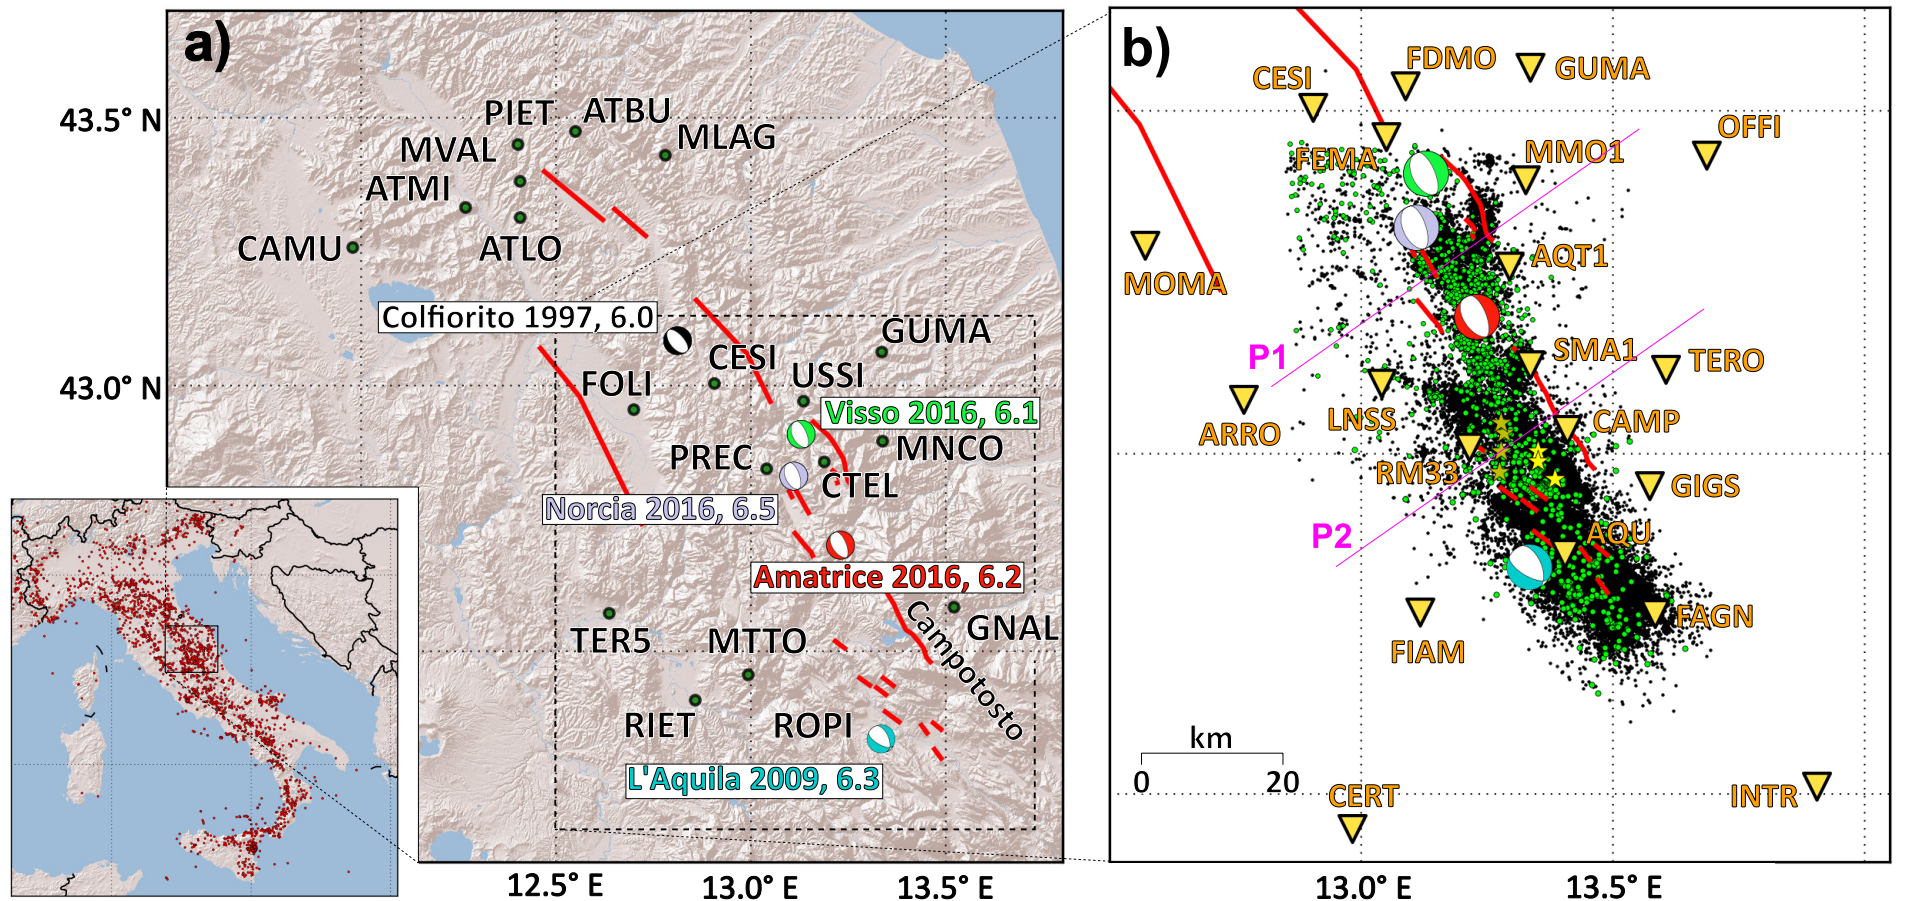 a)
43.5° N
43.0° N
PIET
ATBU
MVAL
MLAG
ATMI
CAMU
ATLO
Colfiorito 1997, 6.0
GUMA
CESI
USSI
FOLI
Visso 2016, 6.1
PREC
MNCO
CTEL
Norcia 2016, 6.5
Amatrice 2016, 6.2
Campotosto
GNAL
TER5
MTTO
RIET
ROPI
L'Aquila 2009, 6.3
12.5° E
13.0° E
13.5° E
b)
CESI
FDMO
GUMA
OFFI
FEMA
MMO1
MOMA
AQT1
P1
SMA1
TERO
ARRO
LNSS
CAMP
RM33
GIGS
P2
AQU
FIAM
FAGN
km
0
20
CERT
INTR
13.0° E
13.5° E